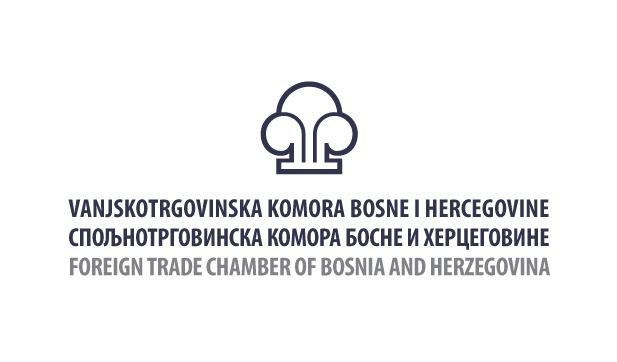 VANJSKOTRGOVINSKA KOMORA BOSNE I HERCEGOVINE
СПОЉНОТРГОВИНСКА КОМОРА БОСНЕ И ХЕРЦЕГОВИНЕ
FOREIGN TRADE CHAMBER OF BOSNIA AND HERZEGOVINA